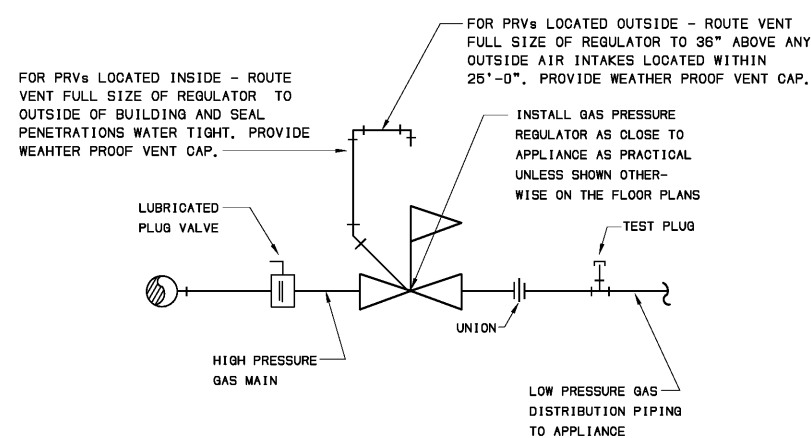 FOR PRVs LOCATED OUTSIDE - ROUTE VENT
FULL SIZE OF REGULATOR TO 36" ABOVE ANY
OUTSIDE AIR INTAKES LOCATED WITHIN
25'-0". PROVIDE WEATHER PROOF VENT CAP.
FOR PRVs LOCATED INSIDE - ROUTE
VENT FULL SIZE OF REGULATOR TO
OUTSIDE OF BUILDING AND SEAL
PENETRATIONS WATER TIGHT. PROVIDE
WEAHTER PROOF VENT CAP.
INSTALL GAS PRESSURE
REGULATOR AS CLOSE TO
APPLIANCE AS PRACTICAL
UNLESS SHOWN OTHER-
WISE ON THE FLOOR PLANS
LUBRICATED
PLUG VALVE
TEST PLUG
UNION
HIGH PRESSURE
GAS MAIN
LOW PRESSURE GAS
DISTRIBUTION PIPING
TO APPLIANCE